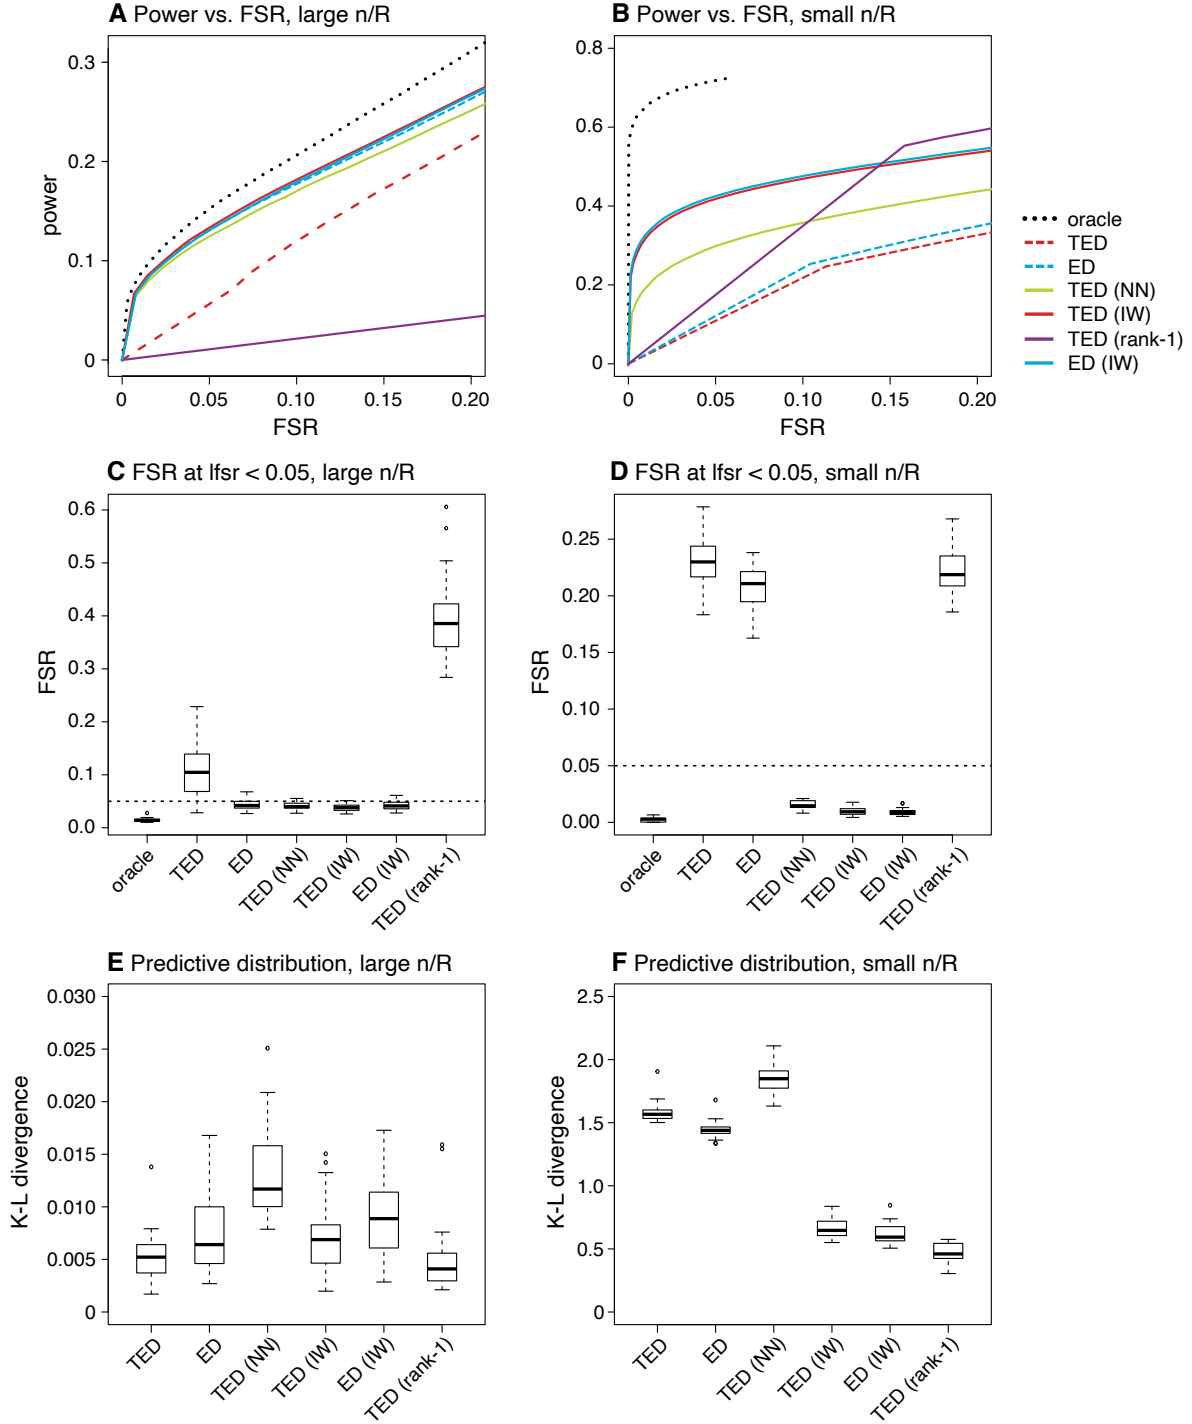 A Power vs. FSR, large n/R
B Power vs. FSR, small n/R
power
0.3
0.2
0.1
0
0 0.05 0.10 0.15 0.20
FSR
0.8
0.6
0.4
0.2
0
0 0.05 0.10 0.15 0.20
FSR
oracle
TED
ED
TED (NN)
TED (IW)
TED (rank-1)
ED (IW)
C FSR at lfsr < 0.05, large n/R
D FSR at lfsr < 0.05, small n/R
FSR
0.6
0.5
0.4
0.3
0.2
0.1
0.0
oracle
TED
ED
TED (NN)
TED (IW)
ED (IW)
TED (rank-1)
FSR
0.25
0.20
0.15
0.10
0.05
0.00
oracle
TED
ED
TED (NN)
TED (IW)
ED (IW)
TED (rank-1)
E Predictive distribution, large n/R
F Predictive distribution, small n/R
K-L divergence
0.030
0.025
0.020
0.015
0.010
0.005
0
TED
ED
TED (NN)
TED (IW)
ED (IW)
TED (rank-1)
K-L divergence
2.5
2.0
1.5
1.0
0.5
0
TED
ED
TED (NN)
TED (IW)
ED (IW)
TED (rank-1)